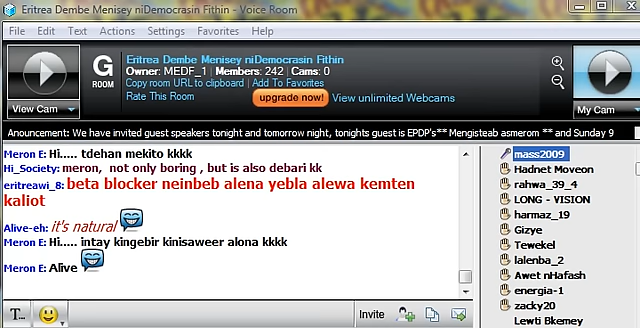 Eritrea Dembe Menisey niDemocrasin Fithin - Voice Room
File Edit Text Actions Settings Favorites Help
G
ROOM
Eritrea Dembe Menisey niDemocrasin Fithin
Owner: MEDF_1 | Members: 242 | Cams: 0
Copy room URL to clipboard | Add To Favorites
Rate This Room
upgrade now! View unlimited Webcams
View Cam
My Cam
Anouncement: We have invited guest speakers tonight and tomorrow night, tonights guest is EPDP's** Mengisteab asmerom ** and Sunday 9
Meron E: Hi..... tdehan mekito kkkk
Hi_Society: meron, not only boring , but is also debari kk
eritreawi_8: beta blocker neinbeb alena yebla alewa kemten
kaliot
Alive-eh: it's natural
Meron E: Hi..... intay kingebir kinisaweer alona kkkk
Meron E: Alive
T...
Invite
mass2009
Hadnet Moveon
rahwa_39_4
LONG - VISION
harmaz_19
Gizye
Tewekel
lalenba_2
Awet nHafash
energia-1
zacky20
Lewti Bkemey